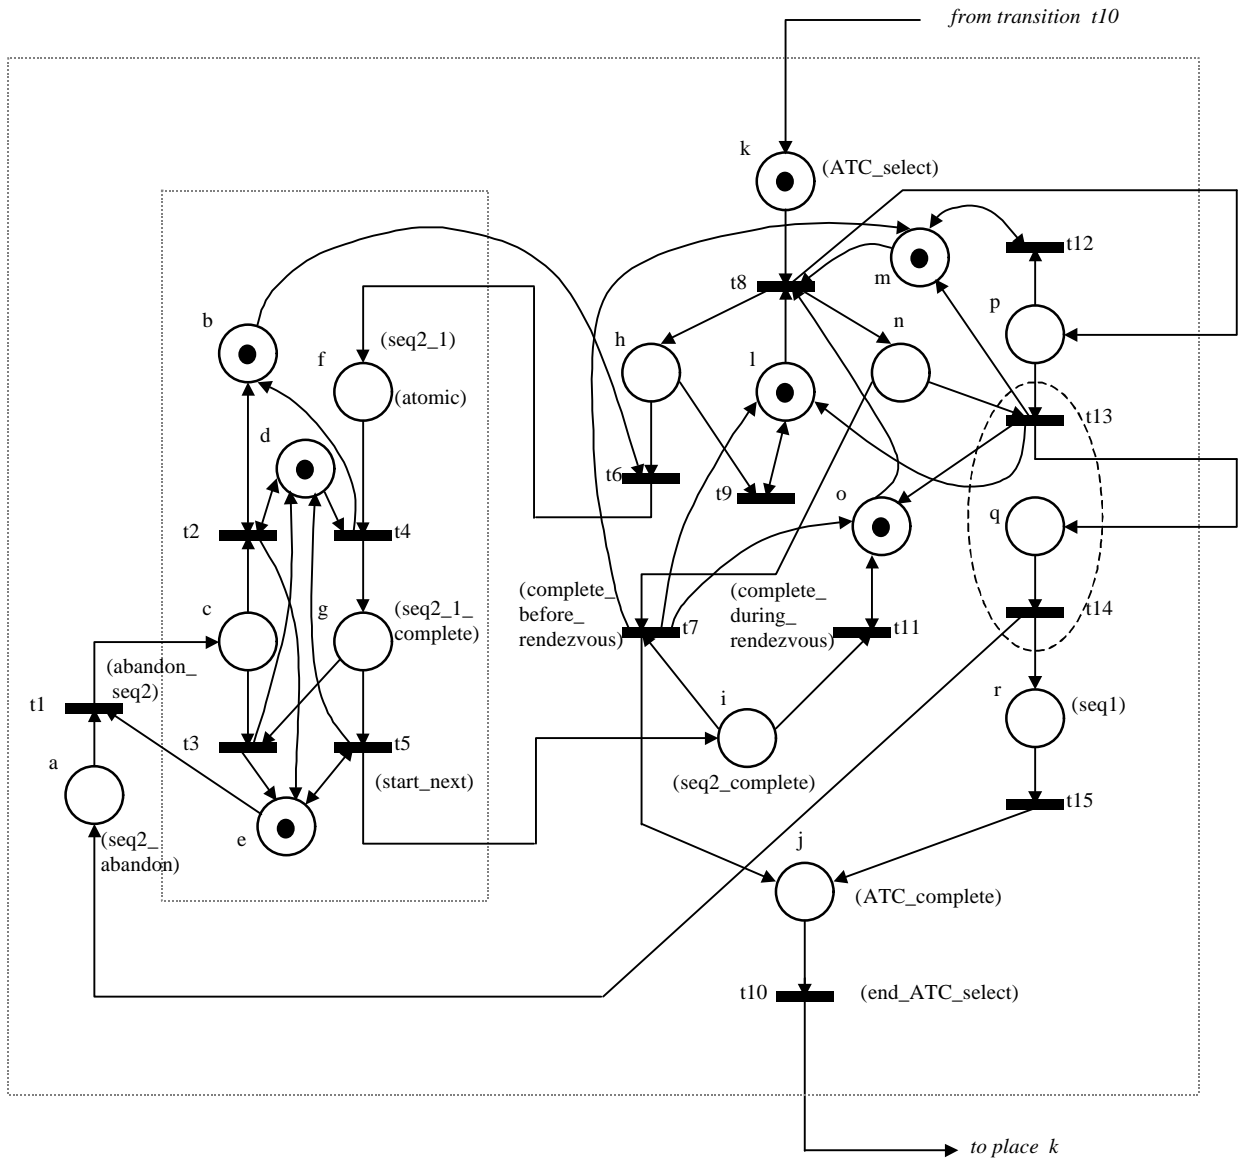 from transition t10
k
(ATC_select)
t12
m
t8
p
b
n
h
l
f
(seq2_1)
(atomic)
t13
d
t6
t9
o
q
t2
t4
c
g
(seq2_1_
complete)
(complete_
before_
rendezvous)
t7
(complete_
during_
rendezvous)
t11
t14
(abandon_
seq2)
t1
i
r
(seq1)
t3
t5
a
(start_next)
(seq2_complete)
t15
e
(seq2_
abandon)
j
(ATC_complete)
t10
(end_ATC_select)
to place k